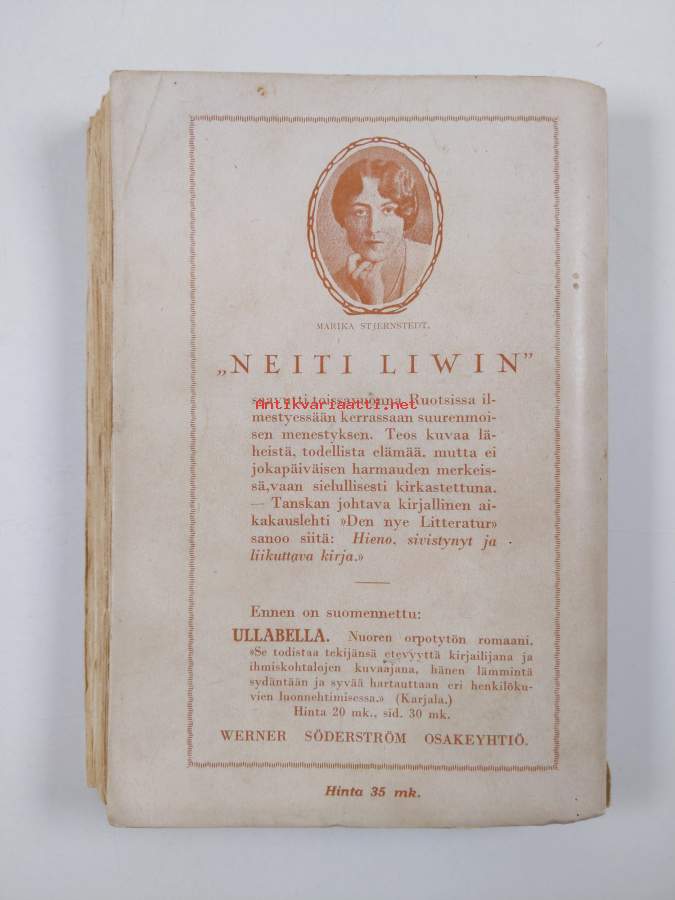 MARIKA STJERNSTEDT.
„NEITI LIWIN”
saavutti toissavuonna Ruotsissa il-
Antikvariaatti.net
mestyessään kerrassaan suurenmoi-
sen menestyksen. Teos kuvaa lä-
heistä, todellista elämää, mutta ei
jokapäiväisen harmauden merkeis-
sä,vaan sielullisesti kirkastettuna.
— Tanskan johtava kirjallinen ai-
kakauslehti »Den nye Litteratur»
sanoo siitä: Hieno, sivistynyt ja
liikuttava kirja.»
Ennen on suomennettu:
ULLABELLA. Nuoren orpotytön romaani.
»Se todistaa tekijänsä etevyyttä kirjailijana ja
ihmiskohtalojen kuvaajana, hänen lämmintä
sydäntään ja syvää hartauttaan eri henkilöku-
vien luonnehtimisessa.» (Karjala.)
Hinta 20 mk., sid. 30 mk.
WERNER SÖDERSTRÖM OSAKEYHTIÖ.
Hinta 35 mk.